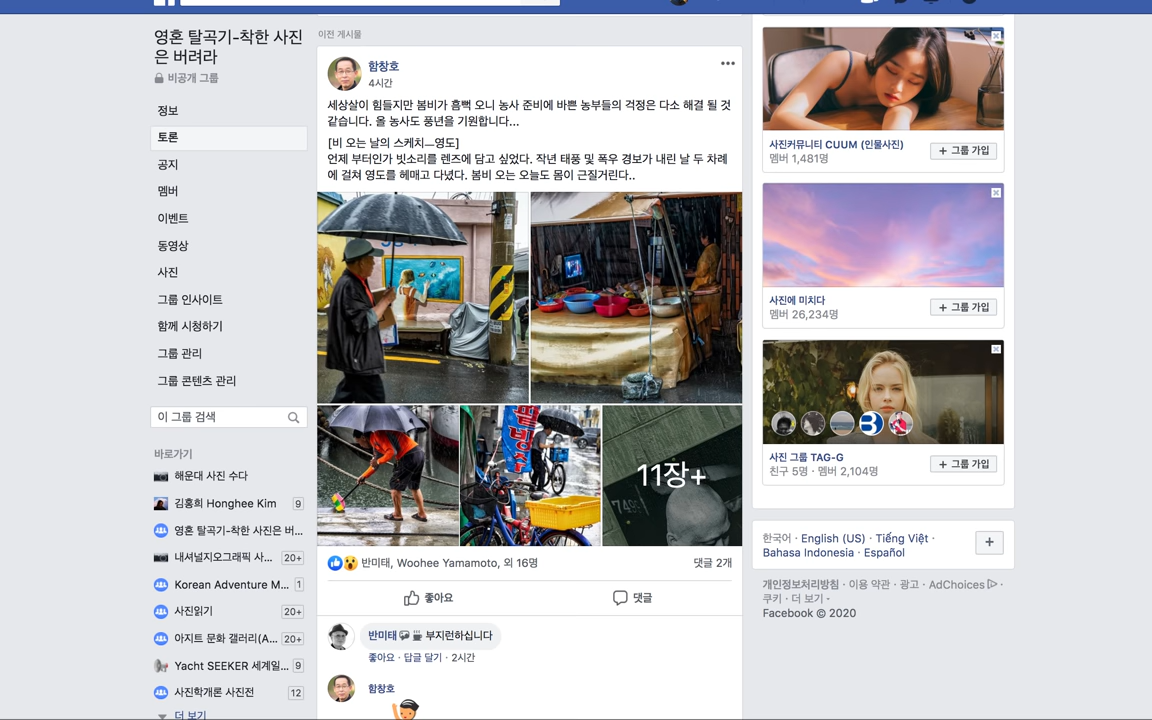 영혼 탈곡기-착한 사진
은 버려라
비공개 그룹
정보
토론
공지
멤버
이벤트
동영상
사진
그룹 인사이트
함께 시청하기
그룹 관리
그룹 콘텐츠 관리
이 그룹 검색
바로가기
해운대 사진 수다
김홍희 Honghee Kim 9
영혼 탈곡기-착한 사진은 버...
내셔널지오그래픽 사... 20+
Korean Adventure M... 1
사진읽기 20+
아지트 문화 갤러리(A... 20+
Yacht SEEKER 세계일... 9
사진학개론 사진전 12
더 보기
이전 게시물
함창호
4시간
세상살이 힘들지만 봄비가 흠뻑 오니 농사 준비에 바쁜 농부들의 걱정은 다소 해결 될 것
같습니다. 올 농사도 풍년을 기원합니다...
[비 오는 날의 스케치ㅡ영도]
언제 부터인가 빗소리를 렌즈에 담고 싶었다. 작년 태풍 및 폭우 경보가 내린 날 두 차례
에 걸쳐 영도를 헤매고 다녔다. 봄비 오는 오늘도 몸이 근질거린다..
11장+
반미태, Woohee Yamamoto, 외 16명
댓글 2개
좋아요
댓글
반미태 부지런하십니다
좋아요 · 답글 달기 · 2시간
함창호
사진커뮤니티 CUUM (인물사진)
멤버 1,481명
+ 그룹 가입
사진에 미치다
멤버 26,234명
+ 그룹 가입
사진 그룹 TAG-G
친구 5명 · 멤버 2,104명
+ 그룹 가입
한국어 · English (US) · Tiếng Việt ·
Bahasa Indonesia · Español
+
개인정보처리방침 · 이용 약관 · 광고 · AdChoices ·
쿠키 · 더 보기
Facebook © 2020